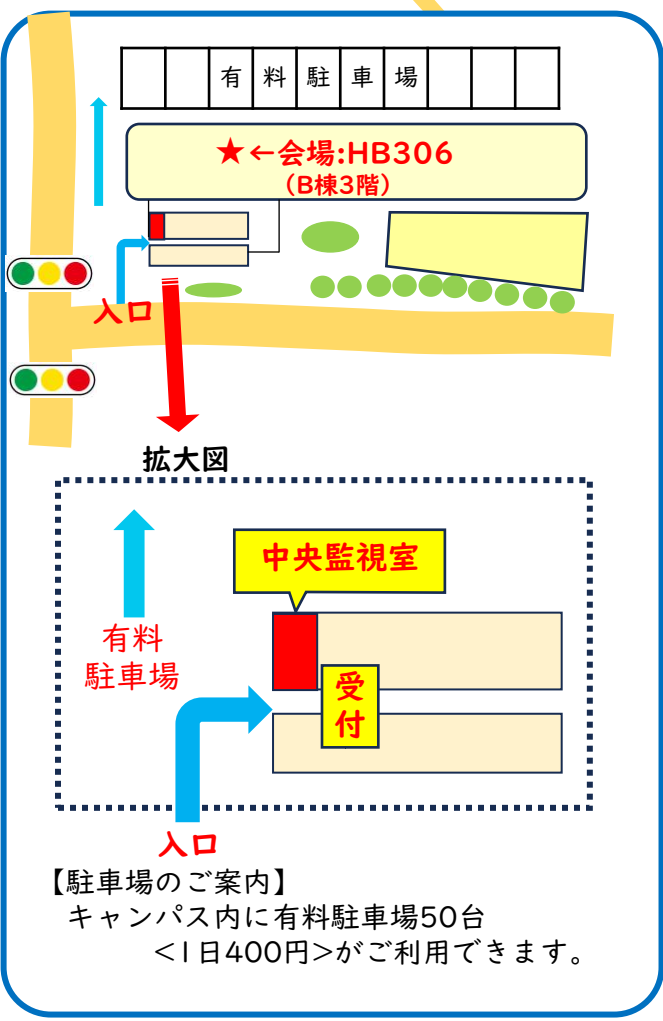 有料駐車場
★←会場:HB306
(B棟3階)
入口
拡大図
中央監視室
有料
駐車場
受
付
入口
【駐車場のご案内】
キャンパス内に有料駐車場50台
<1日400円>がご利用できます。